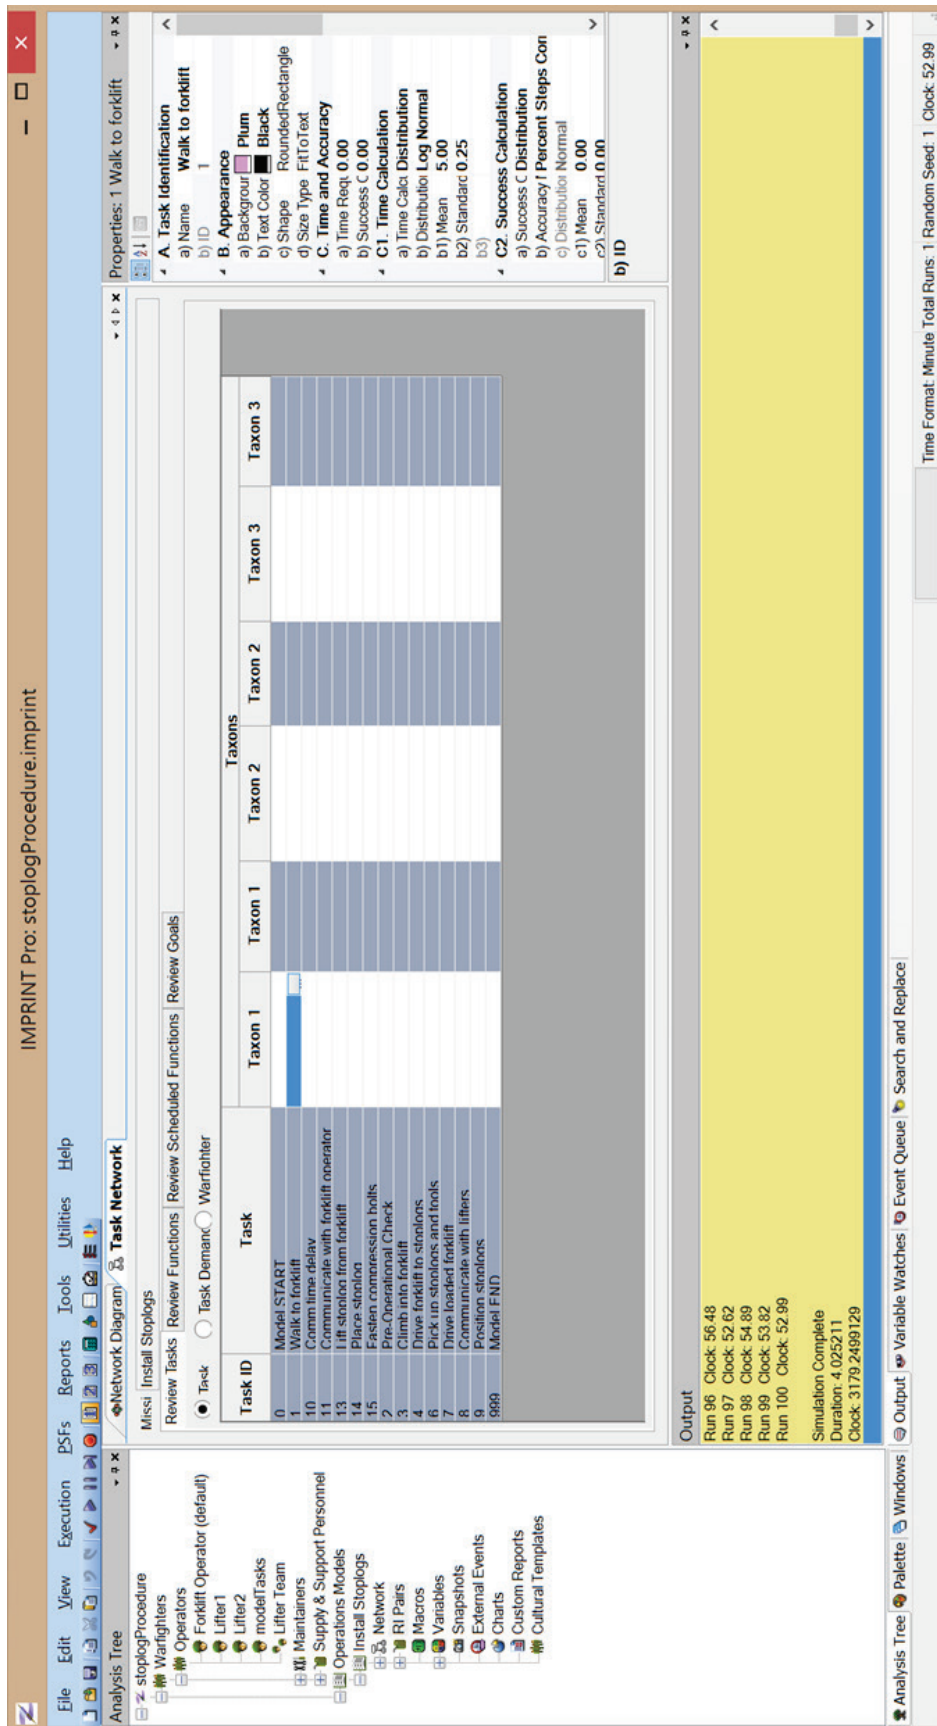 IMPRINT Pro: stoplogProcedure.imprint
File Edit View Execution PSFs Reports Tools Utilities Help
Analysis Tree
stoplogProcedure
Warfighters
Operators
Forklift Operator (default)
Lifter1
Lifter2
modelTasks
Lifter Team
Maintainers
Supply & Support Personnel
Operations Models
Install Stoplogs
Network
RI Pairs
Macros
Variables
Snapshots
External Events
Charts
Custom Reports
Cultural Templates
Analysis Tree Palette Windows
Network Diagram Task Network
Missi Install Stoplogs
Review Tasks Review Functions Review Scheduled Functions Review Goals
Task Task Demand Warfighter
Taxons
Task ID Task Taxon 1 Taxon 1 Taxon 2 Taxon 2 Taxon 3 Taxon 3
0 Model START
1 Walk to forklift
10 Comm time delay
11 Communicate with forklift operator
13 Lift stoplog from forklift
14 Place stoplog
15 Fasten compression bolts
2 Pre-Operational Check
3 Climb into forklift
4 Drive forklift to stoplogs
6 Pick up stoplogs and tools
7 Drive loaded forklift
8 Communicate with lifters
9 Position stoplogs
999 Model END
Properties: 1 Walk to forklift
A. Task Identification
a) Name Walk to forklift
b) ID 1
B. Appearance
a) Backgrour Plum
b) Text Color Black
c) Shape RoundedRectangle
d) Size Type FitToText
C. Time and Accuracy
a) Time Requ 0.00
b) Success C 0.00
C1. Time Calculation
a) Time Calcu Distribution
b) Distributio Log Normal
b1) Mean 5.00
b2) Standard 0.25
b3)
C2. Success Calculation
a) Success C Distribution
b) Accuracy Percent Steps Corr
c) Distributio Normal
c1) Mean 0.00
c2) Standard 0.00
b) ID
Output
Run 96 Clock: 56.48
Run 97 Clock: 52.62
Run 98 Clock: 54.89
Run 99 Clock: 53.82
Run 100 Clock: 52.99
Simulation Complete
Duration: 4.025211
Clock: 3179.2499129
Output Variable Watches Event Queue Search and Replace
Time Format: Minute Total Runs: 1 Random Seed: 1 Clock: 52.99